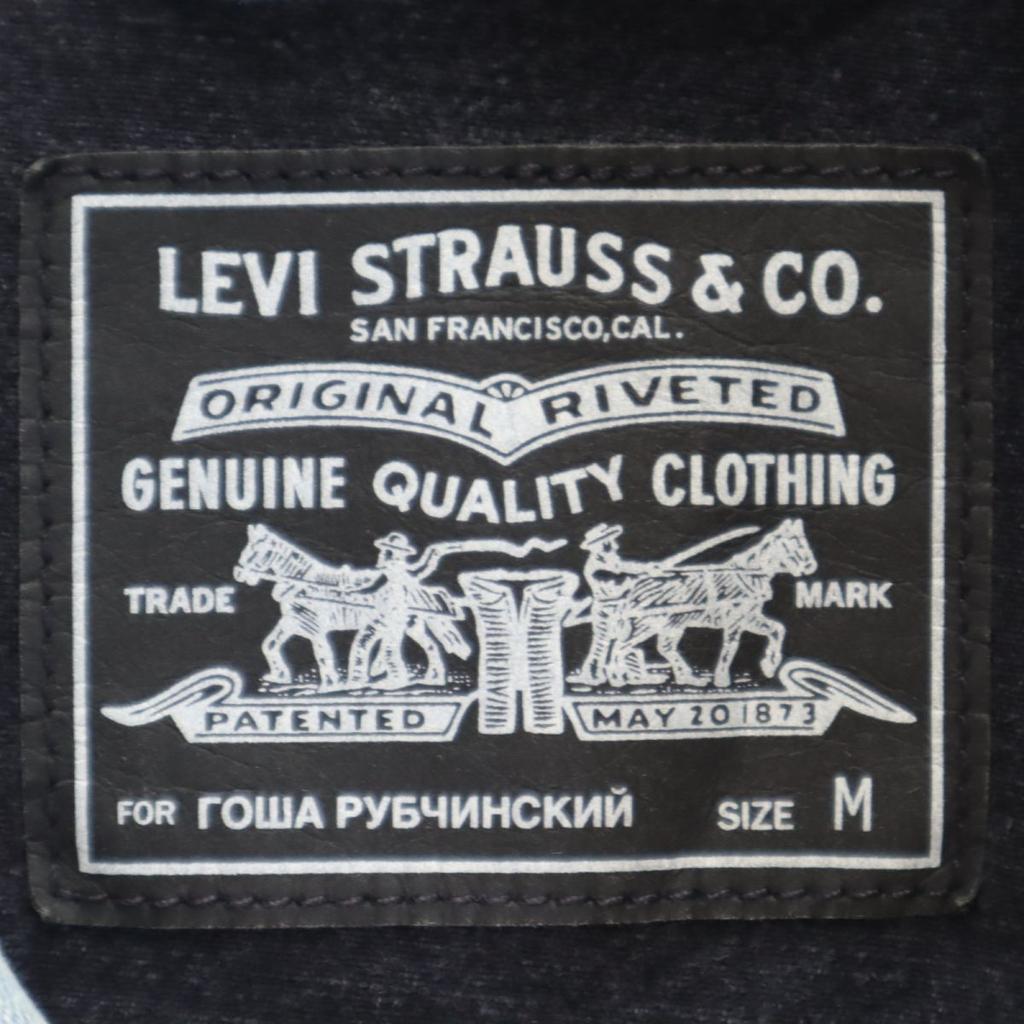 LEVI STRAUSS & CO.
SAN FRANCISCO, CAL.
ORIGINAL RIVETED
GENUINE QUALITY CLOTHING
TRADE MARK
PATENTED MAY 20 1873
FOR ГОША РУБЧИНСКИЙ SIZE M